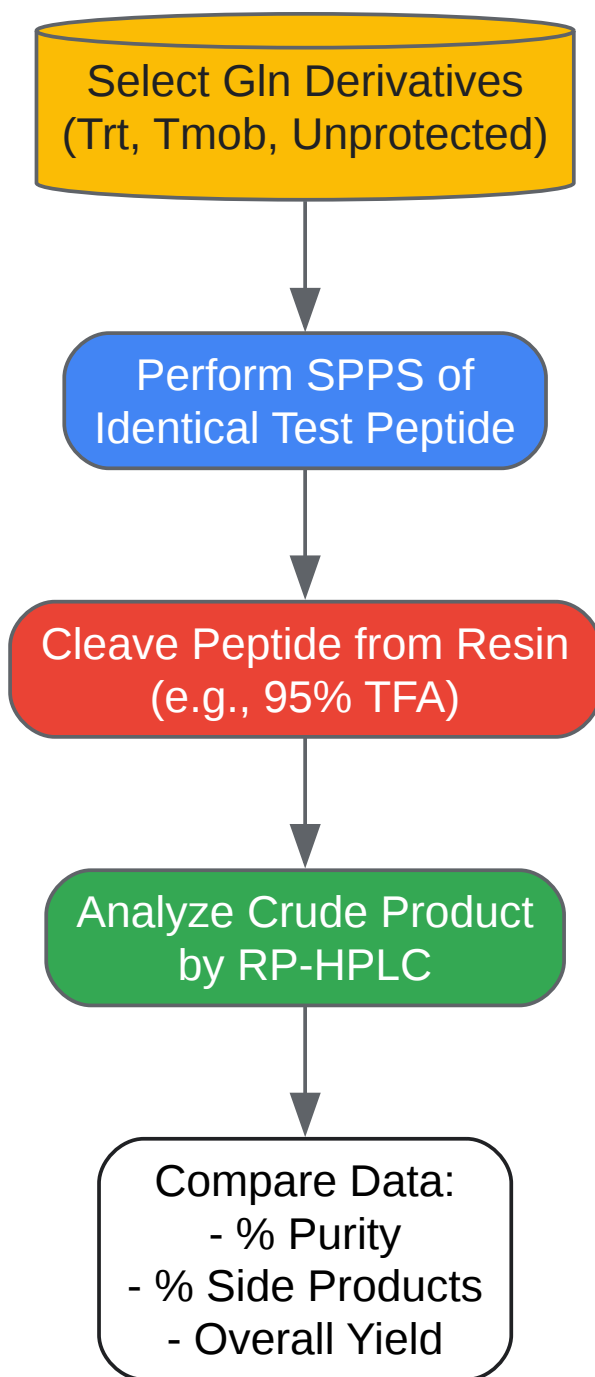 Select Gln Derivatives
(Trt, Tmob, Unprotected)
Perform SPPS of
Identical Test Peptide
Cleave Peptide from Resin
(e.g., 95% TFA)
Analyze Crude Product
by RP-HPLC
Compare Data:
- % Purity
- % Side Products
- Overall Yield